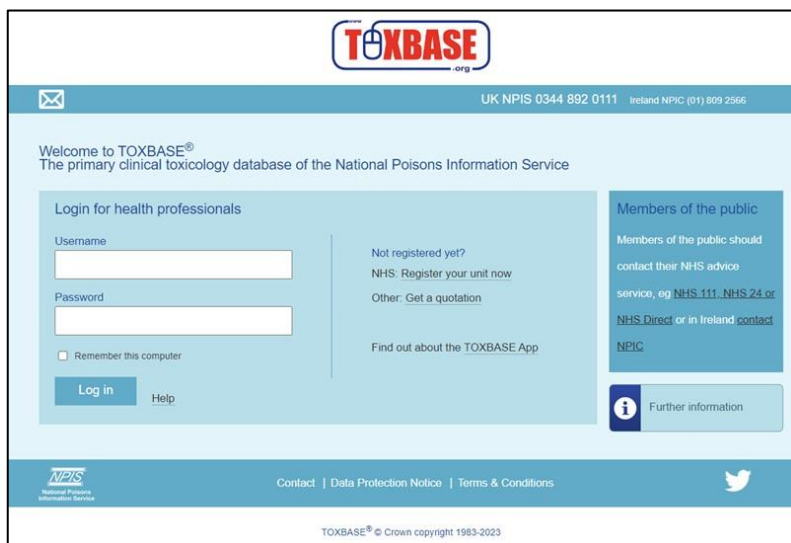 www
TOXBASE
.org
UK NPIS 0344 892 0111 Ireland NPIC (01) 809 2566
Welcome to TOXBASE®
The primary clinical toxicology database of the National Poisons Information Service
Login for health professionals
Username
Password
Remember this computer
Log in
Help
Not registered yet?
NHS: Register your unit now
Other: Get a quotation
Find out about the TOXBASE App
Members of the public
Members of the public should
contact their NHS advice
service, eg NHS 111, NHS 24 or
NHS Direct or in Ireland contact
NPIC
Further information
NPIS
National Poisons
Information Service
Contact | Data Protection Notice | Terms & Conditions
TOXBASE® © Crown copyright 1983-2023